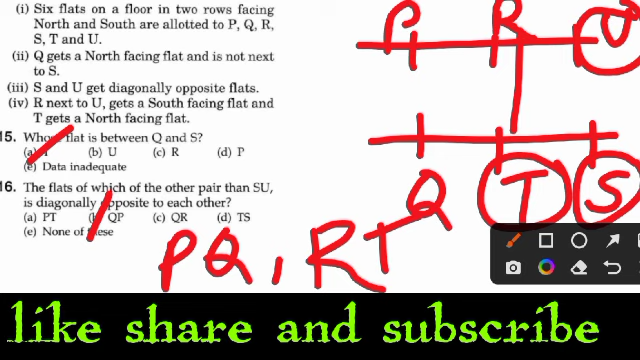 (i) Six flats on a floor in two rows facing
North and South are allotted to P, Q, R,
S, T and U.
(ii) Q gets a North facing flat and is not next
to S.
(iii) S and U get diagonally opposite flats.
(iv) R next to U, gets a South facing flat and
T gets a North facing flat.
15. Whose flat is between Q and S?
(a) T (b) U (c) R (d) P
(e) Data inadequate
16. The flats of which of the other pair than SU,
is diagonally opposite to each other?
(a) PT (b) QP (c) QR (d) TS
(e) None of these
P R U
Q T S
PQ, RT
like share and subscribe